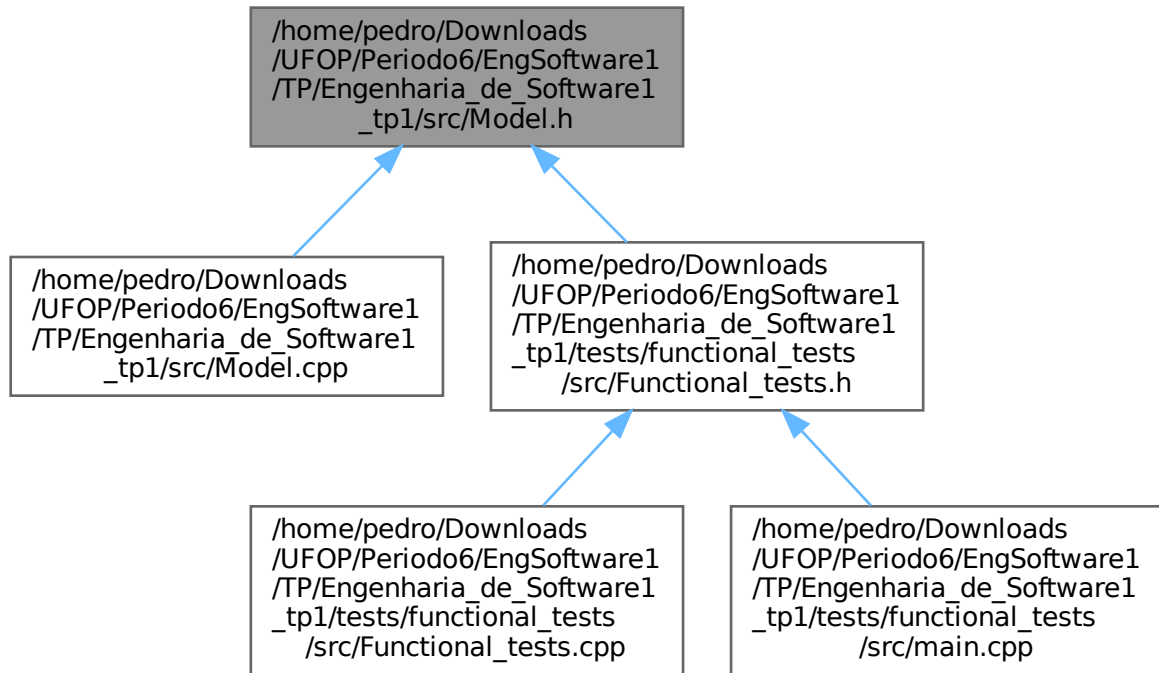 /home/pedro/Downloads
/UFOP/Periodo6/EngSoftware1
/TP/Engenharia_de_Software1
_tp1/src/Model.h
/home/pedro/Downloads
/UFOP/Periodo6/EngSoftware1
/TP/Engenharia_de_Software1
_tp1/src/Model.cpp
/home/pedro/Downloads
/UFOP/Periodo6/EngSoftware1
/TP/Engenharia_de_Software1
_tp1/tests/functional_tests
/src/Functional_tests.h
/home/pedro/Downloads
/UFOP/Periodo6/EngSoftware1
/TP/Engenharia_de_Software1
_tp1/tests/functional_tests
/src/Functional_tests.cpp
/home/pedro/Downloads
/UFOP/Periodo6/EngSoftware1
/TP/Engenharia_de_Software1
_tp1/tests/functional_tests
/src/main.cpp